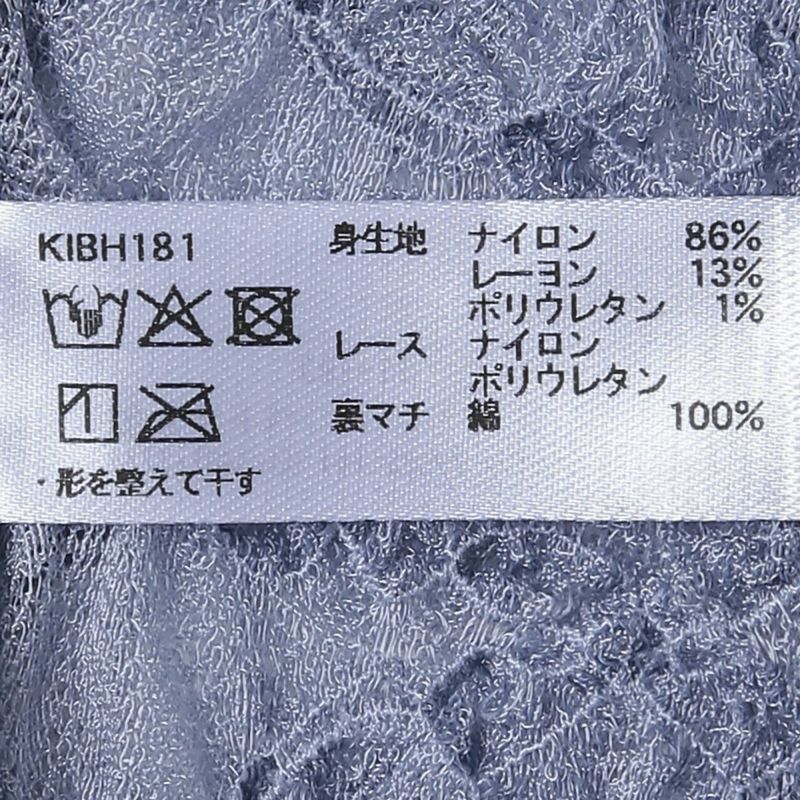 KIBH181
身生地 ナイロン 86%
レーヨン 13%
ポリウレタン 1%
レース ナイロン
ポリウレタン
裏マチ 綿 100%
・形を整えて干す